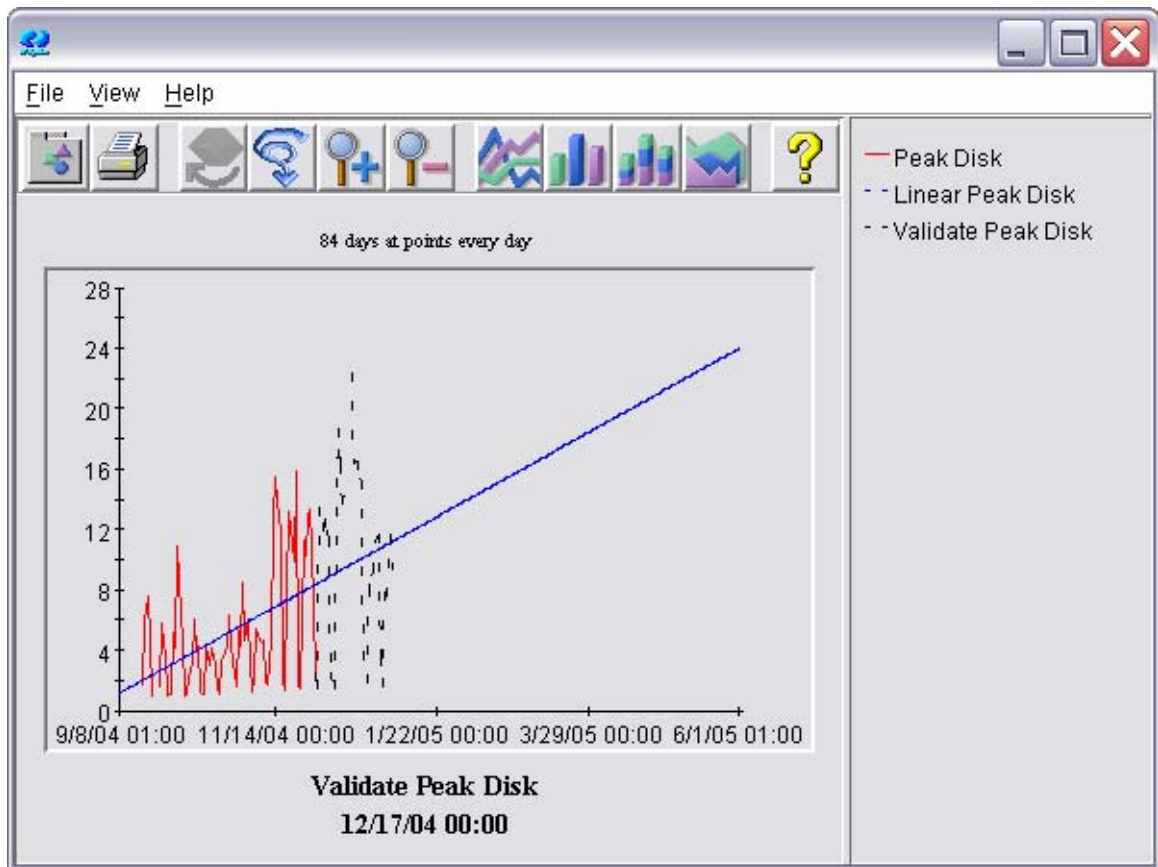 File View Help
Peak Disk
Linear Peak Disk
Validate Peak Disk
84 days at points every day
28
24
20
16
12
8
4
0
9/8/04 01:00 11/14/04 00:00 1/22/05 00:00 3/29/05 00:00 6/1/05 01:00
Validate Peak Disk
12/17/04 00:00